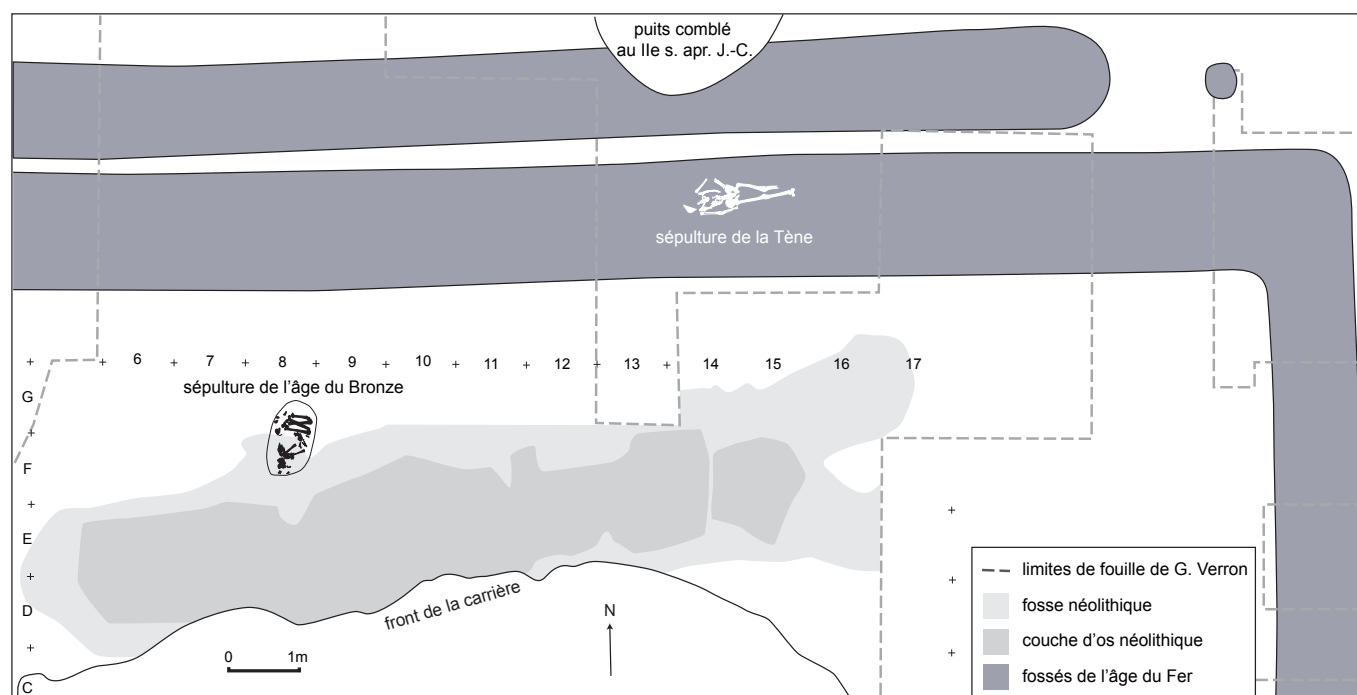 puits comblé
au IIe s. apr. J.-C.
sépulture de la Tène
6 7 8 9 10 11 12 13 14 15 16 17
sépulture de l'âge du Bronze
G
F
E
D
C
front de la carrière
0 1m
N
limites de fouille de G. Verron
fosse néolithique
couche d'os néolithique
fossés de l'âge du Fer